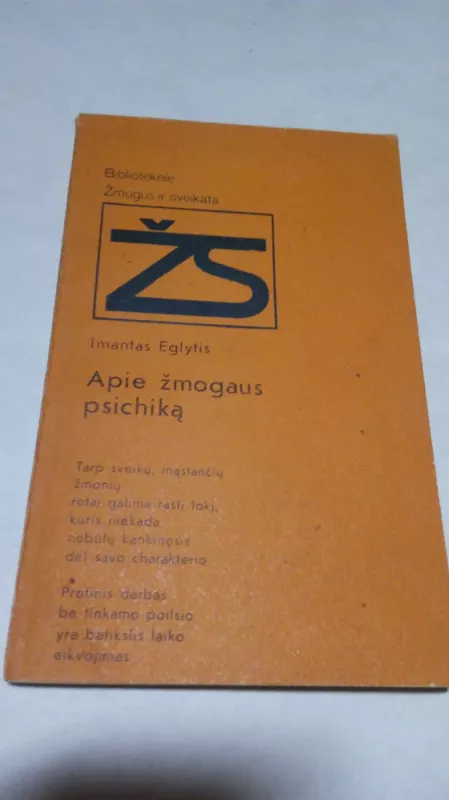 Bibliotekėlė
Žmogus ir sveikata
ŽS
Imantas Eglytis
Apie žmogaus
psichiką
Tarp sveikų, mąstančių
žmonių
retai galima rasti tokį,
kuris niekada
nebūtų kankinęsis
dėl savo charakterio
Protinis darbas
be tinkamo poilsio
yra betikslis laiko
eikvojimas